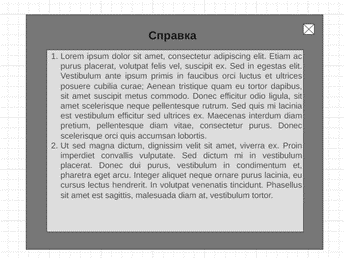 Справка
1. Lorem ipsum dolor sit amet, consectetur adipiscing elit. Etiam ac
purus placerat, volutpat felis vel, suscipit ex. Sed in egestas elit.
Vestibulum ante ipsum primis in faucibus orci luctus et ultrices
posuere cubilia curae; Aenean tristique quam eu tortor dapibus,
sit amet suscipit metus commodo. Donec efficitur odio ligula, sit
amet scelerisque neque pellentesque rutrum. Sed quis mi lacinia
est vestibulum efficitur sed ultrices ex. Maecenas interdum diam
pretium, pellentesque diam vitae, consectetur purus. Donec
scelerisque orci quis accumsan lobortis.
2. Ut sed magna dictum, dignissim velit sit amet, viverra ex. Proin
imperdiet convallis vulputate. Sed dictum mi in vestibulum
placerat. Donec dui purus, vestibulum in condimentum et,
pharetra eget arcu. Integer aliquet neque ornare purus lacinia, eu
cursus lectus hendrerit. In volutpat venenatis tincidunt. Phasellus
sit amet est sagittis, malesuada diam at, vestibulum tortor.